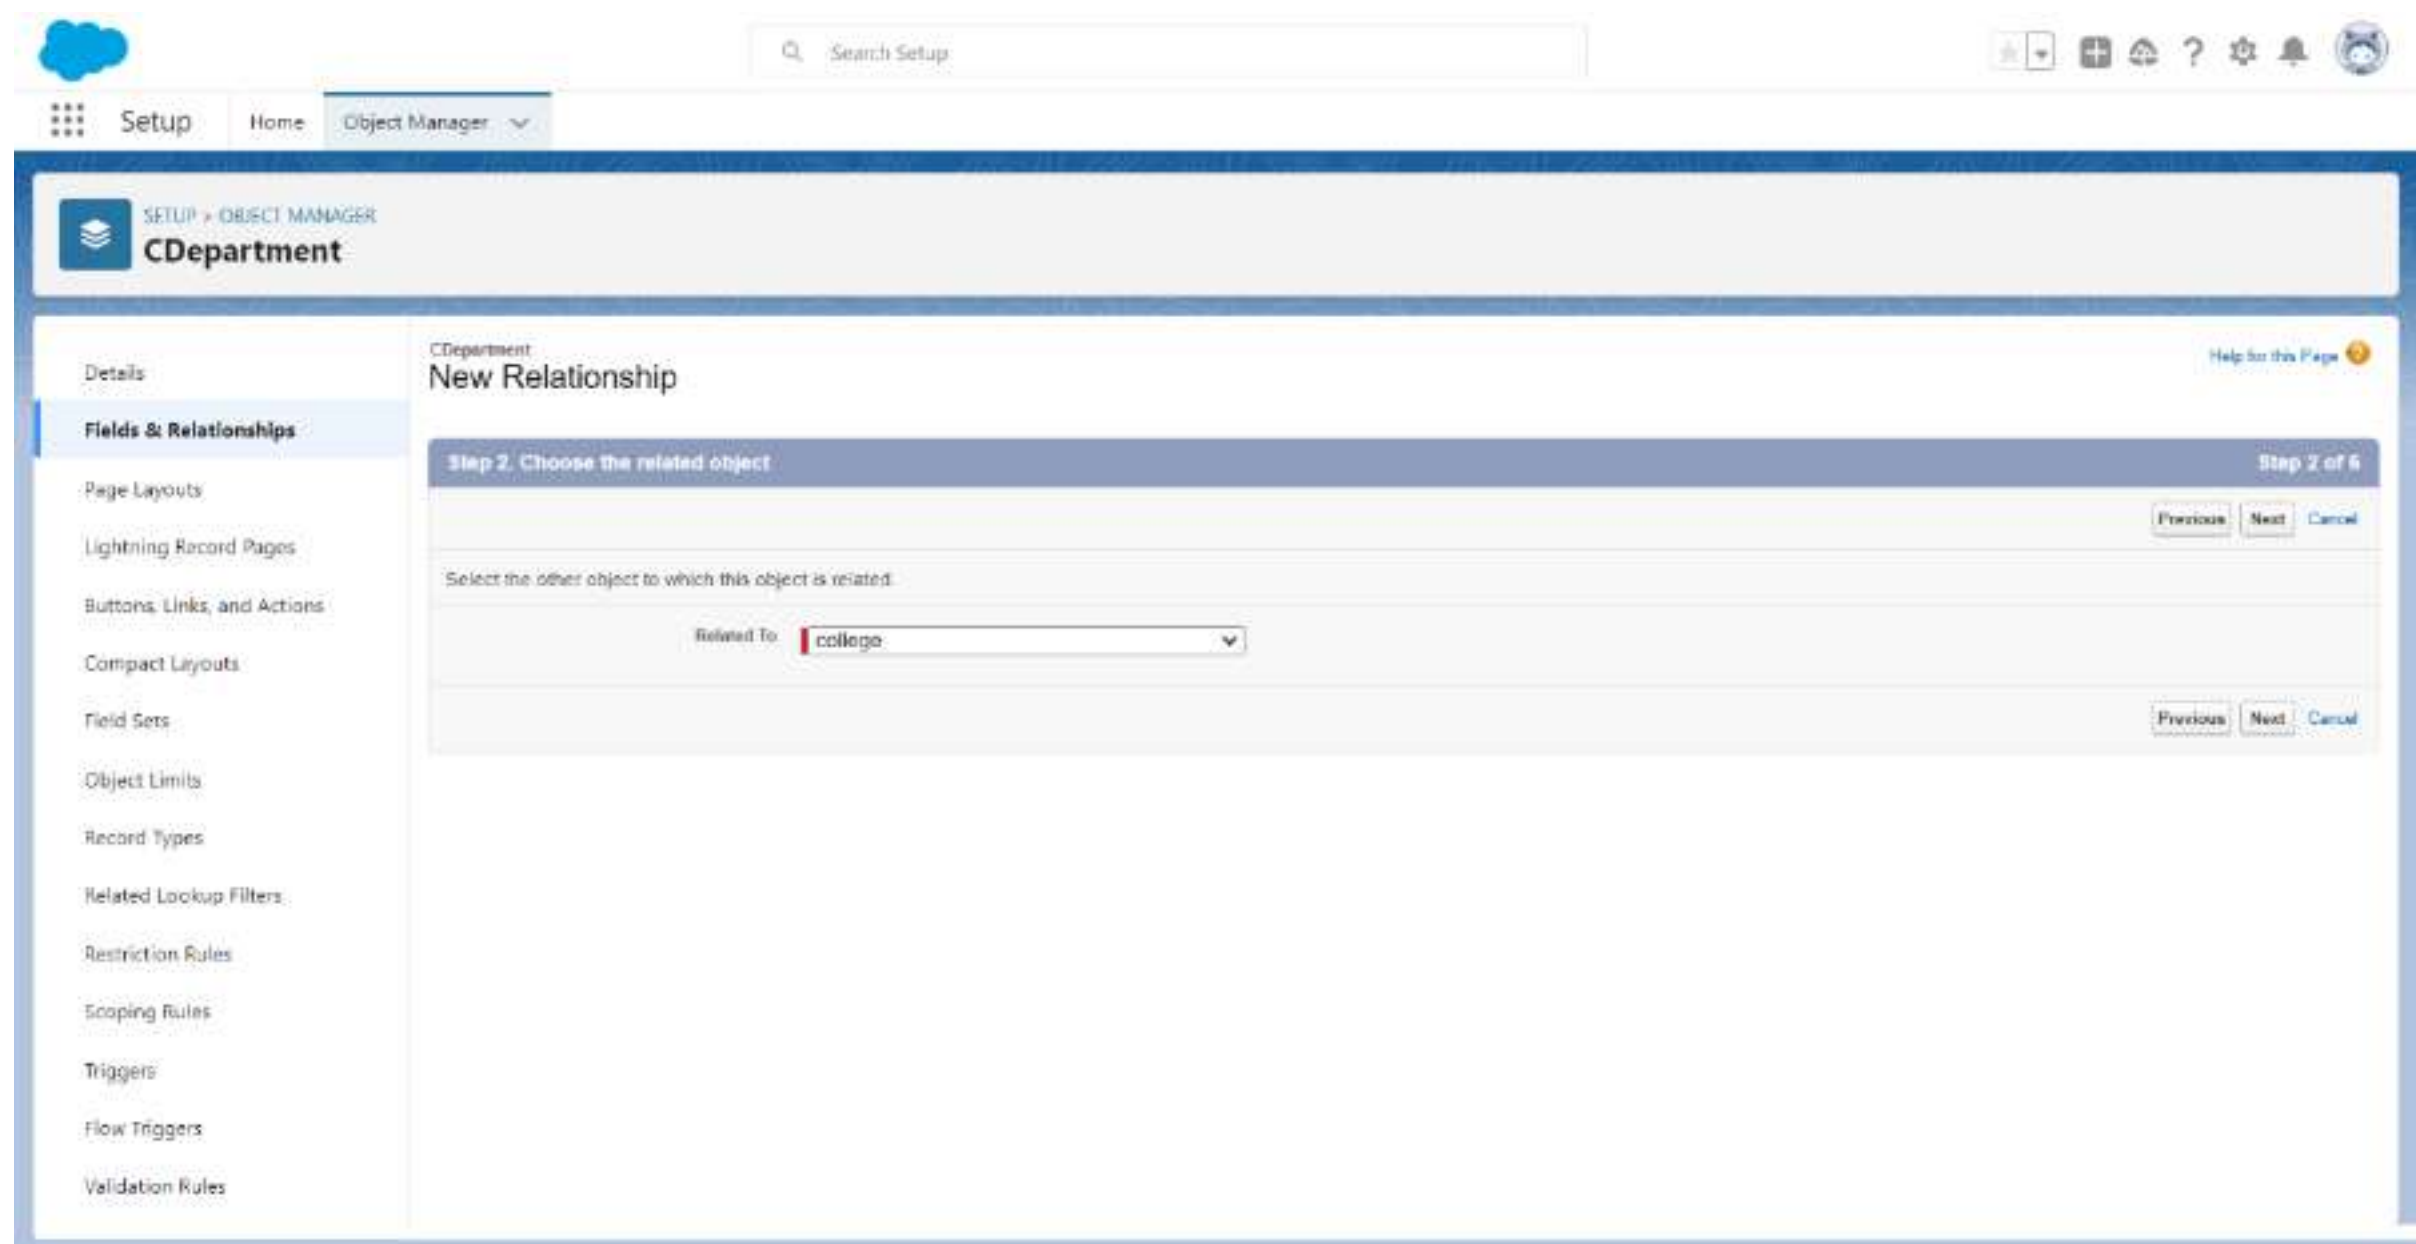 Search Setup
Setup
Home
Object Manager
SETUP > OBJECT MANAGER
CDepartment
Details
Fields & Relationships
Page Layouts
Lightning Record Pages
Buttons, Links, and Actions
Compact Layouts
Field Sets
Object Limits
Record Types
Related Lookup Filters
Restriction Rules
Scoping Rules
Triggers
Flow Triggers
Validation Rules
CDepartment
New Relationship
Help for this Page
Step 2. Choose the related object
Step 2 of 6
Previous Next Cancel
Select the other object to which this object is related.
Related To college
Previous Next Cancel